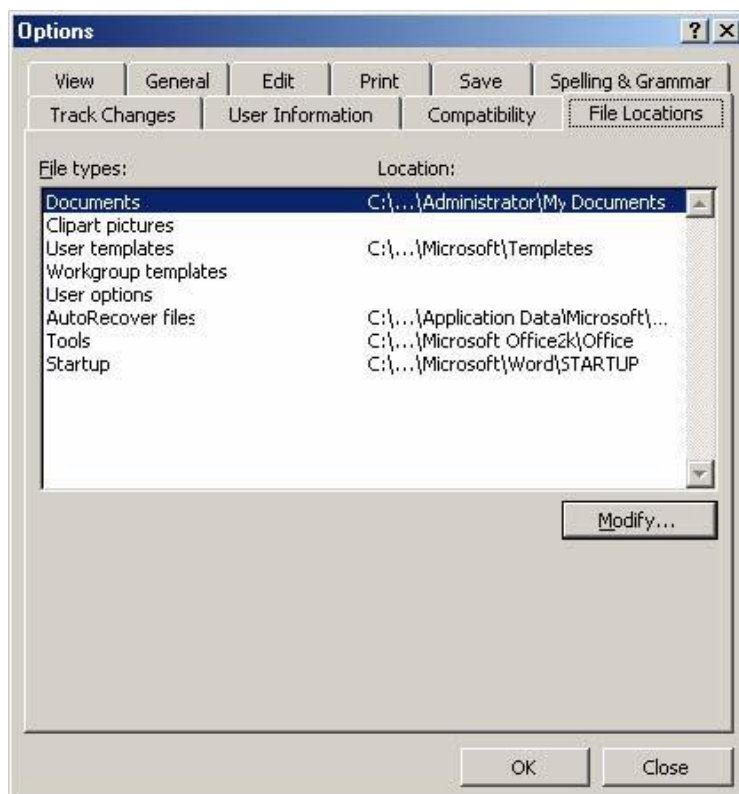 Options
View General Edit Print Save Spelling & Grammar
Track Changes User Information Compatibility File Locations
File types: Location:
Documents C:\...\Administrator\My Documents
Clipart pictures
User templates C:\...\Microsoft\Templates
Workgroup templates
User options
AutoRecover files C:\...\Application Data\Microsoft\...
Tools C:\...\Microsoft Office2k\Office
Startup C:\...\Microsoft\Word\STARTUP
Modify...
OK Close